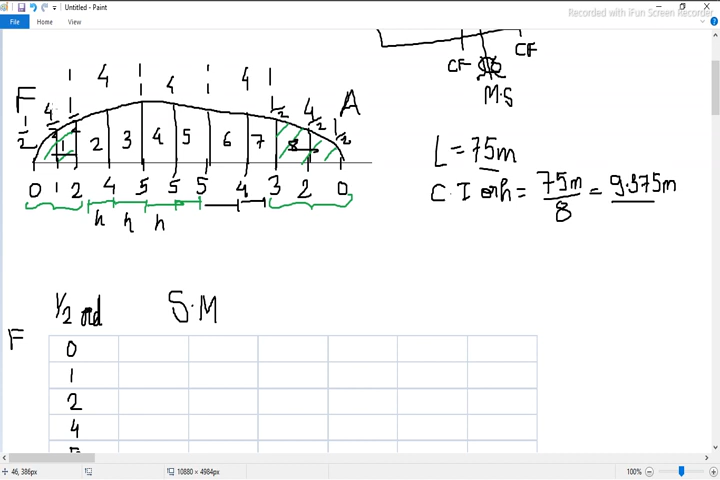 Untitled - Paint
Recorded with iFun Screen Recorder
File Home View
CF
CF
M.S
1 4 1 4 1 4 1
F 1/2 4/2 1/2 1/2 4/2 1/2 A
1 2 3 4 5 6 7 8
0 1 2 4 5 5 5 4 3 2 0
h h h
L = 75m
C.I or h = 75m/8 = 9.375m
1/2 ord S.M
F
0
1
2
4
46, 386px
10880 × 4984px
100%